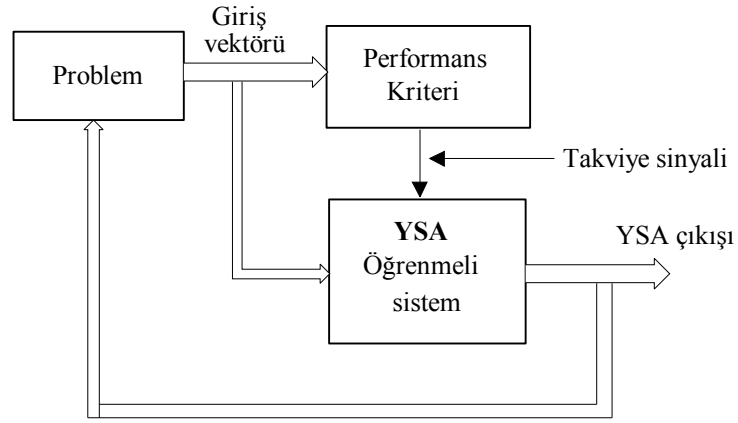 Giriş
vektörü
Problem
Performans
Kriteri
Takviye sinyali
YSA
Öğrenmeli
sistem
YSA çıkışı